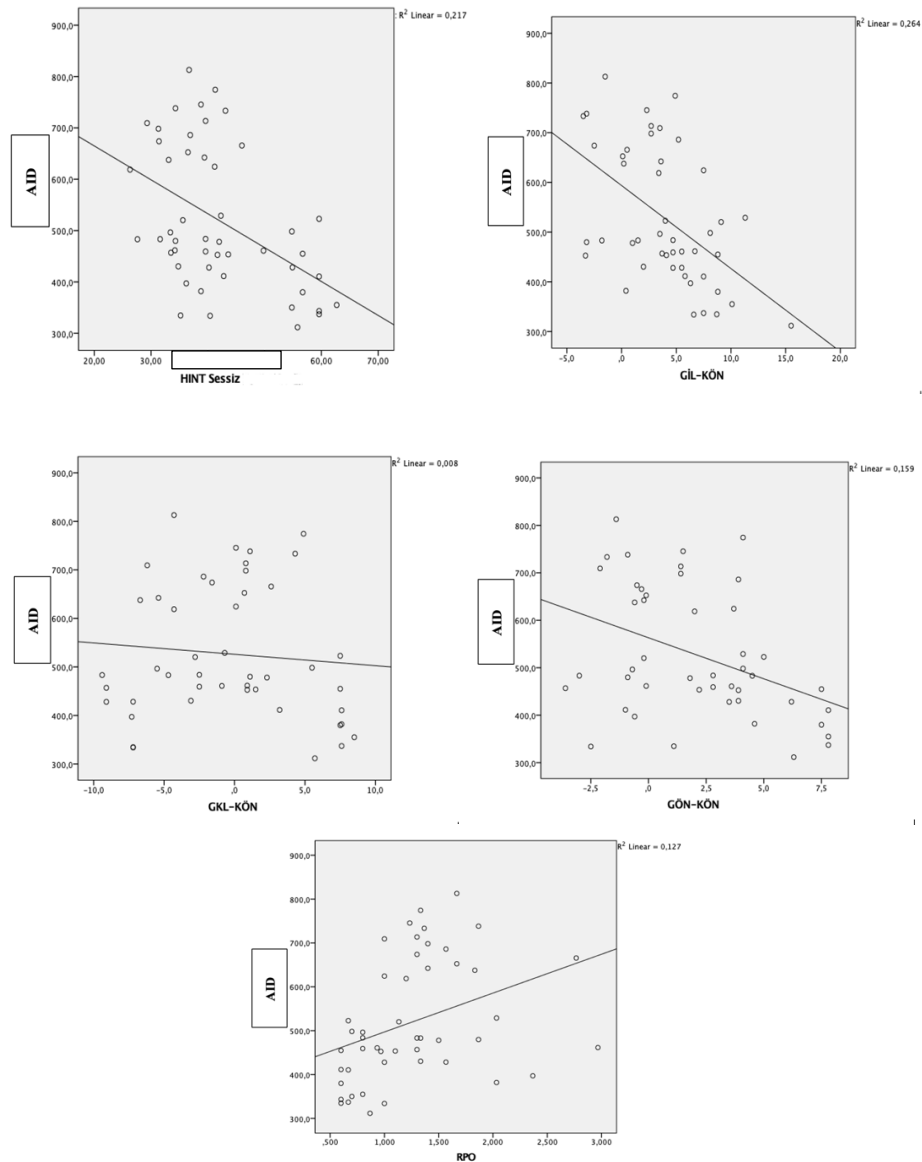 : R² Linear = 0,217
900,0
800,0
700,0
600,0
500,0
400,0
300,0
AID
20,00 30,00 60,00 70,00
HINT Sessiz
R² Linear = 0,264
900,0
800,0
700,0
600,0
500,0
400,0
300,0
AID
-5,0 ,0 5,0 10,0 15,0 20,0
GİL-KÖN
R² Linear = 0,008
900,0
800,0
700,0
600,0
500,0
400,0
300,0
AID
-10,0 -5,0 ,0 5,0 10,0
GKL-KÖN
R² Linear = 0,159
900,0
800,0
700,0
600,0
500,0
400,0
300,0
AID
-2,5 ,0 2,5 5,0 7,5
GÖN-KÖN
R² Linear = 0,127
900,0
800,0
700,0
600,0
500,0
400,0
300,0
AID
,500 1,000 1,500 2,000 2,500 3,000
RPO